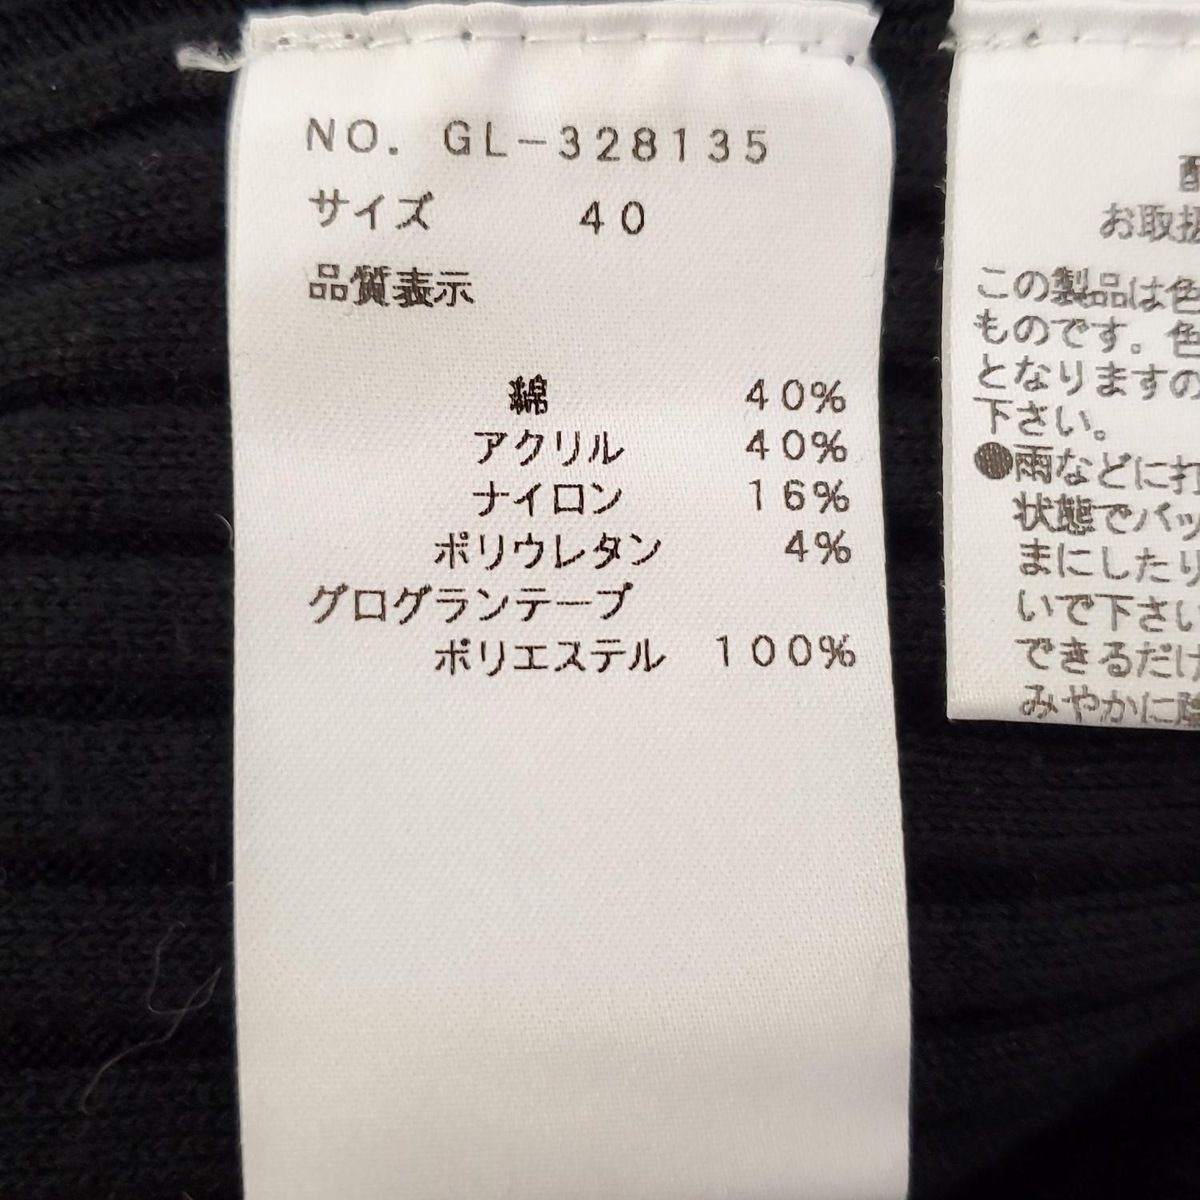 NO. GL-328135
サイズ 40
品質表示
綿 40%
アクリル 40%
ナイロン 16%
ポリウレタン 4%
グログランテープ
ポリエステル 100%
お取扱
この製品は色
ものです。色
となりますの
下さい。
●雨などに打
状態でバッ
まにしたり
いで下さい
できるだけ
みやかに